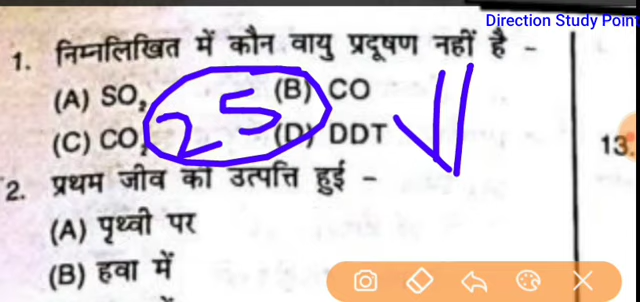 Direction Study Poin
1. निम्नलिखित में कौन वायु प्रदूषण नहीं है -
(A) SO₂ (B) CO
(C) CO₂ (D) DDT
25
13.
2. प्रथम जीव की उत्पत्ति हुई -
(A) पृथ्वी पर
(B) हवा में